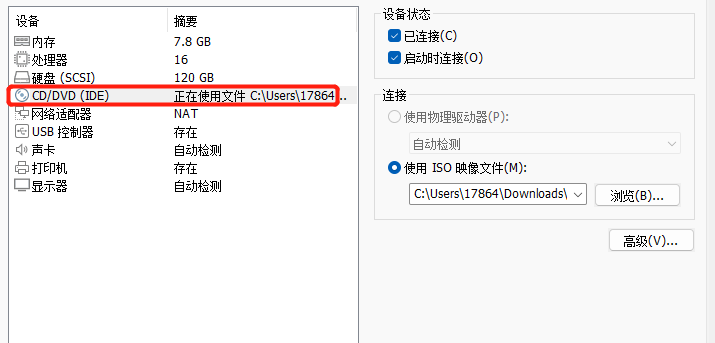 设备 摘要
内存 7.8 GB
处理器 16
硬盘 (SCSI) 120 GB
CD/DVD (IDE) 正在使用文件 C:\Users\17864...
网络适配器 NAT
USB 控制器 存在
声卡 自动检测
打印机 存在
显示器 自动检测
设备状态
已连接(C)
启动时连接(O)
连接
使用物理驱动器(P):
自动检测
使用 ISO 映像文件(M):
C:\Users\17864\Downloads\ 浏览(B)...
高级(V)...